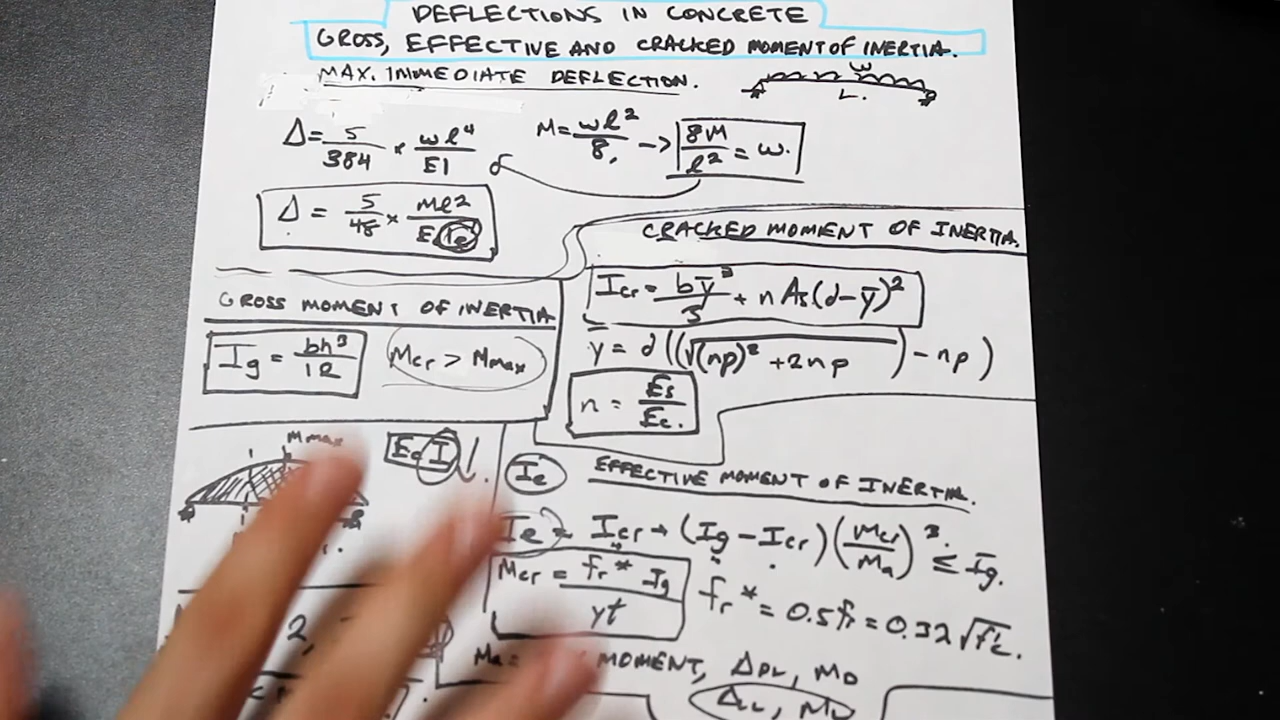 DEFLECTIONS IN CONCRETE
GROSS, EFFECTIVE AND CRACKED MOMENT OF INERTIA.
MAX. IMMEDIATE DEFLECTION.
w
L.
Δ = 5/384 * wl⁴/EI
M = wl²/8, → 8M/l² = w.
Δ = 5/48 * Ml²/EcIe
CRACKED MOMENT OF INERTIA.
Icr = bȳ³/3 + nAs(d-ȳ)²
ȳ = d((√(np)² + 2np) - np)
n = Es/Ec.
GROSS MOMENT OF INERTIA
Ig = bh³/12
Mcr > Mmax
Mmax
Ec I
Ie
EFFECTIVE MOMENT OF INERTIA.
Ie = Icr + (Ig - Icr)(Mcr/Ma)³ ≤ Ig.
Mcr = fr* Ig/yt
fr* = 0.5fr = 0.32√f'c.
2,
Ma = MOMENT, ΔDL, MD
ΔLL, ML